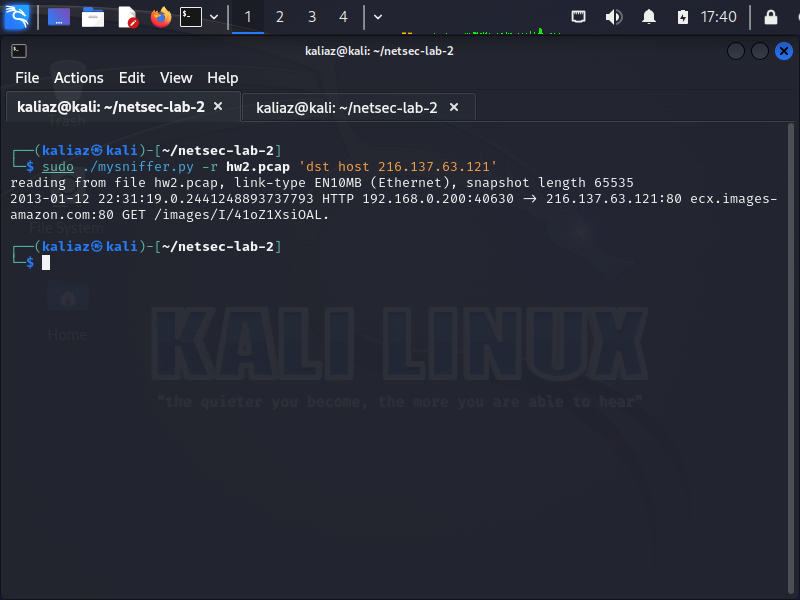 1 2 3 4 17:40
kaliaz@kali: ~/netsec-lab-2
File Actions Edit View Help
kaliaz@kali: ~/netsec-lab-2 × kaliaz@kali: ~/netsec-lab-2 ×
Trash
┌──(kaliaz㉿kali)-[~/netsec-lab-2]
└─$ sudo ./mysniffer.py -r hw2.pcap 'dst host 216.137.63.121'
reading from file hw2.pcap, link-type EN10MB (Ethernet), snapshot length 65535
2013-01-12 22:31:19.0.2441248893737793 HTTP 192.168.0.200:40630 -> 216.137.63.121:80 ecx.images-
amazon.com:80 GET /images/I/41oZ1XsiOAL.
File System
┌──(kaliaz㉿kali)-[~/netsec-lab-2]
└─$
Home
KALI LINUX
"the quieter you become, the more you are able to hear"